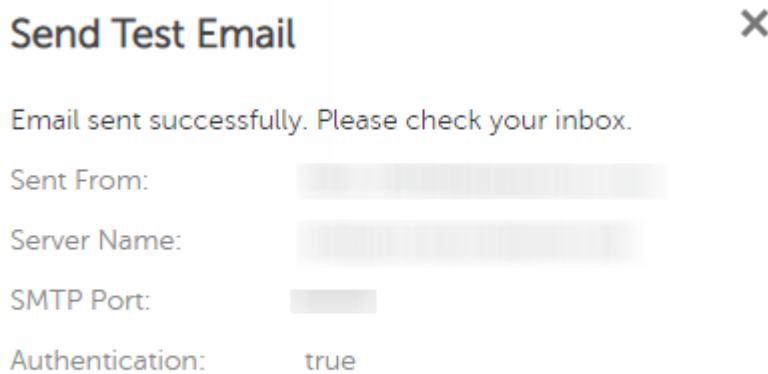 Send Test Email
Email sent successfully. Please check your inbox.
Sent From:
Server Name:
SMTP Port:
Authentication: true